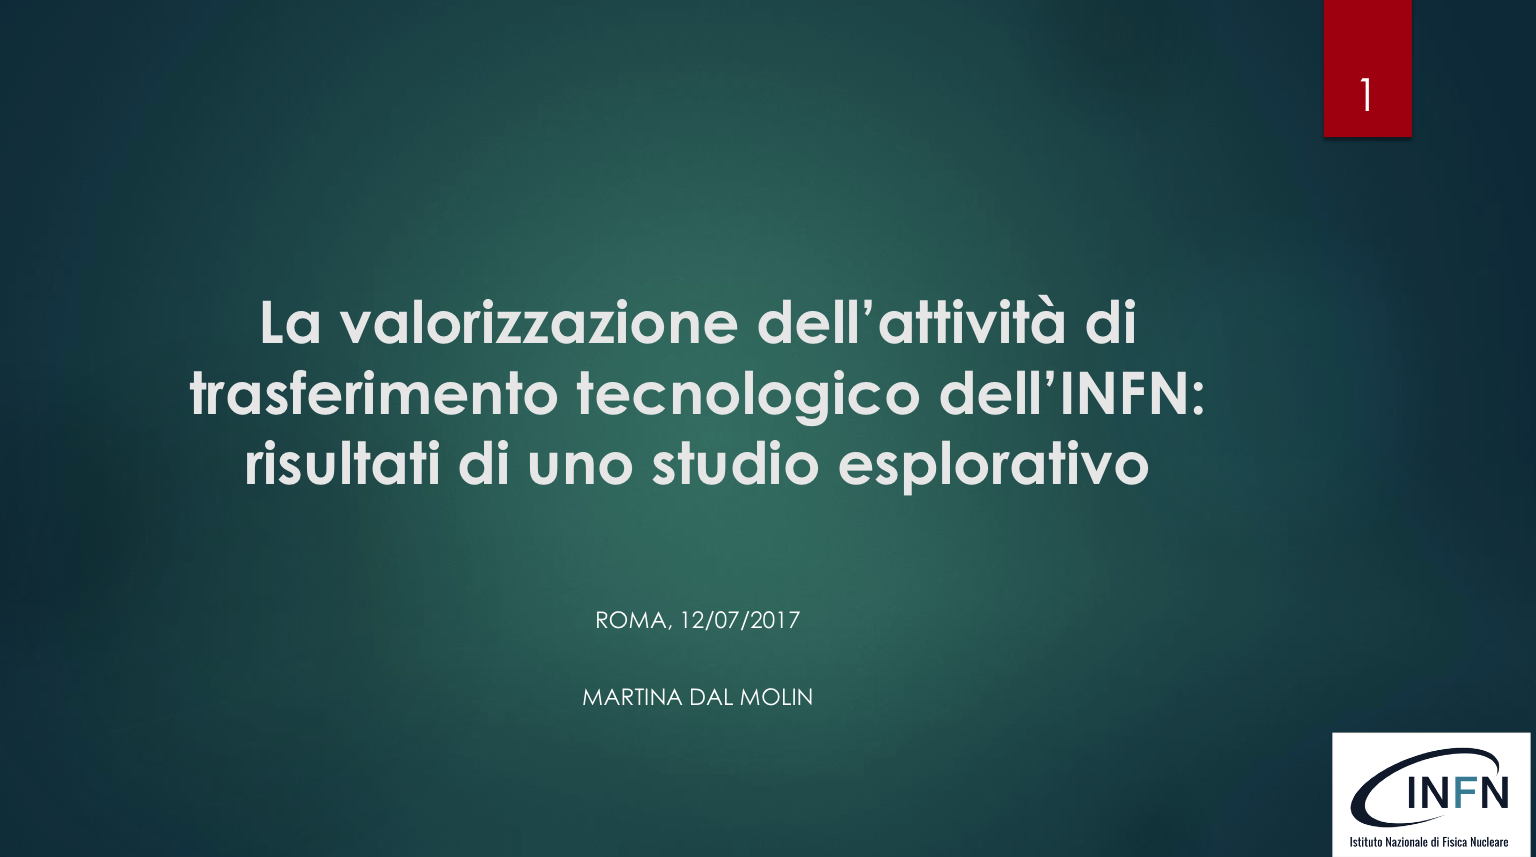 1
La valorizzazione dell’attività di
trasferimento tecnologico dell’INFN:
risultati di uno studio esplorativo
ROMA, 12/07/2017
MARTINA DAL MOLIN
INFN
Istituto Nazionale di Fisica Nucleare